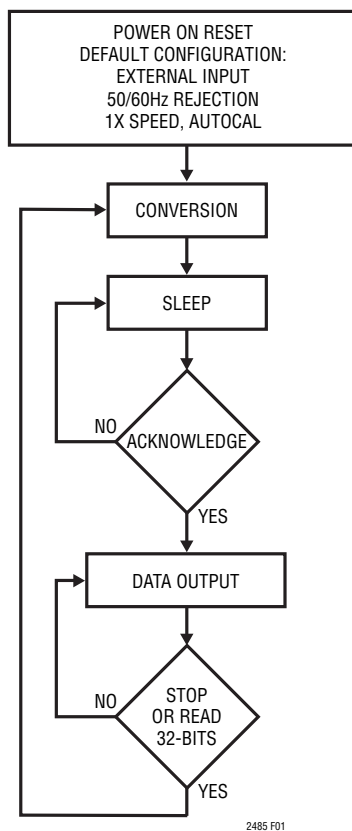 POWER ON RESET
DEFAULT CONFIGURATION:
EXTERNAL INPUT
50/60Hz REJECTION
1X SPEED, AUTOCAL
CONVERSION
SLEEP
NO
ACKNOWLEDGE
YES
DATA OUTPUT
NO
STOP
OR READ
32-BITS
YES
2485 F01